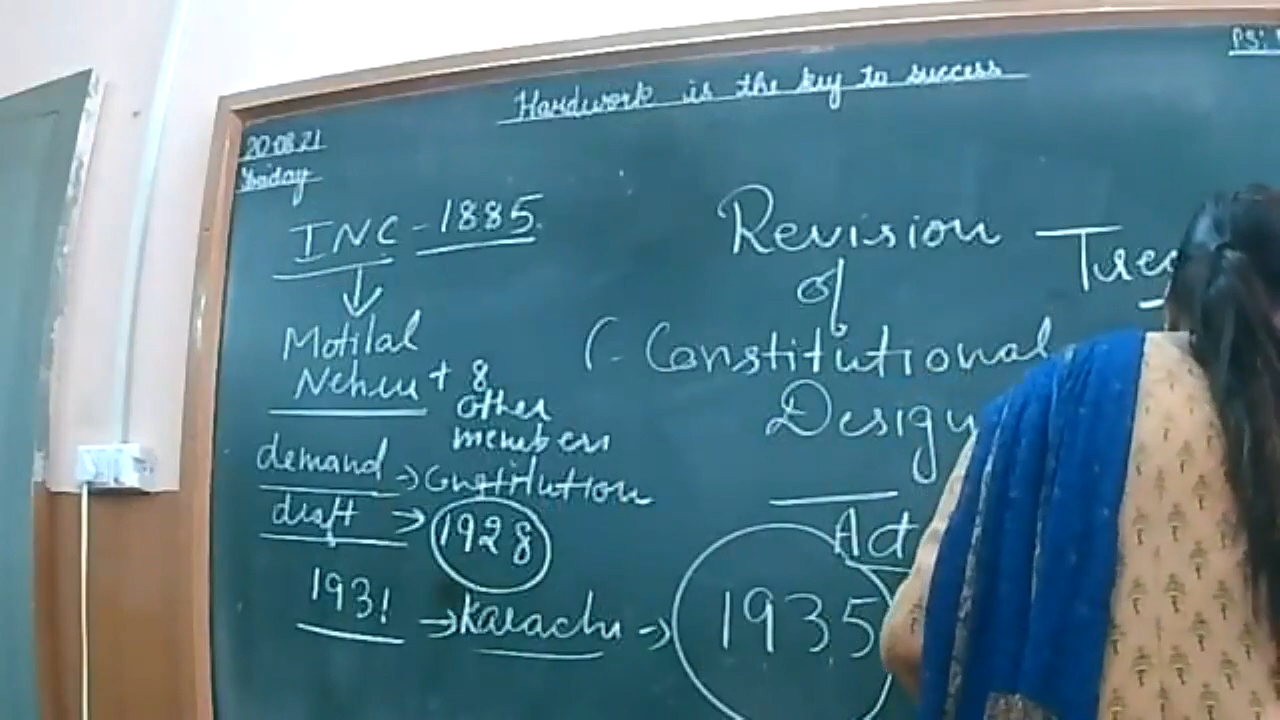 Hardwork is the key to success
PS:
20.08.21
Friday
INC - 1885
Motilal
Nehru + 8
other
members
demand → Constitution
draft → 1928
1931 → Karachi →
Revision
of
Constitutional
Design
Act
1935